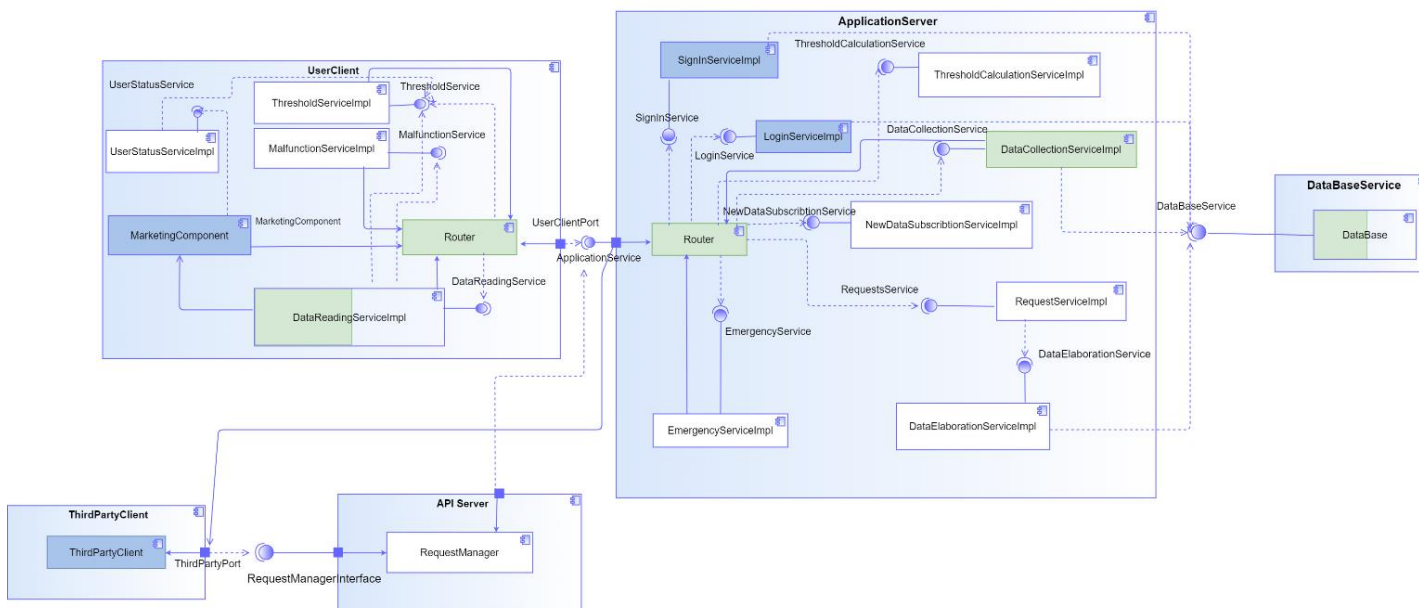 ApplicationServer
UserClient
UserStatusService
ThresholdService
ThresholdServiceImpl
MalfunctionService
UserStatusServiceImpl
MalfunctionServiceImpl
MarketingComponent
MarketingComponent
Router
UserClientPort
ApplicationService
DataReadingService
DataReadingServiceImpl
SignInServiceImpl
ThresholdCalculationService
ThresholdCalculationServiceImpl
SignInService
LoginServiceImpl
LoginService
DataCollectionService
DataCollectionServiceImpl
NewDataSubscribtionService
NewDataSubscribtionServiceImpl
Router
RequestsService
RequestServiceImpl
EmergencyService
DataElaborationService
EmergencyServiceImpl
DataElaborationServiceImpl
DataBaseService
DataBaseService
DataBase
ThirdPartyClient
ThirdPartyClient
ThirdPartyPort
RequestManagerInterface
API Server
RequestManager